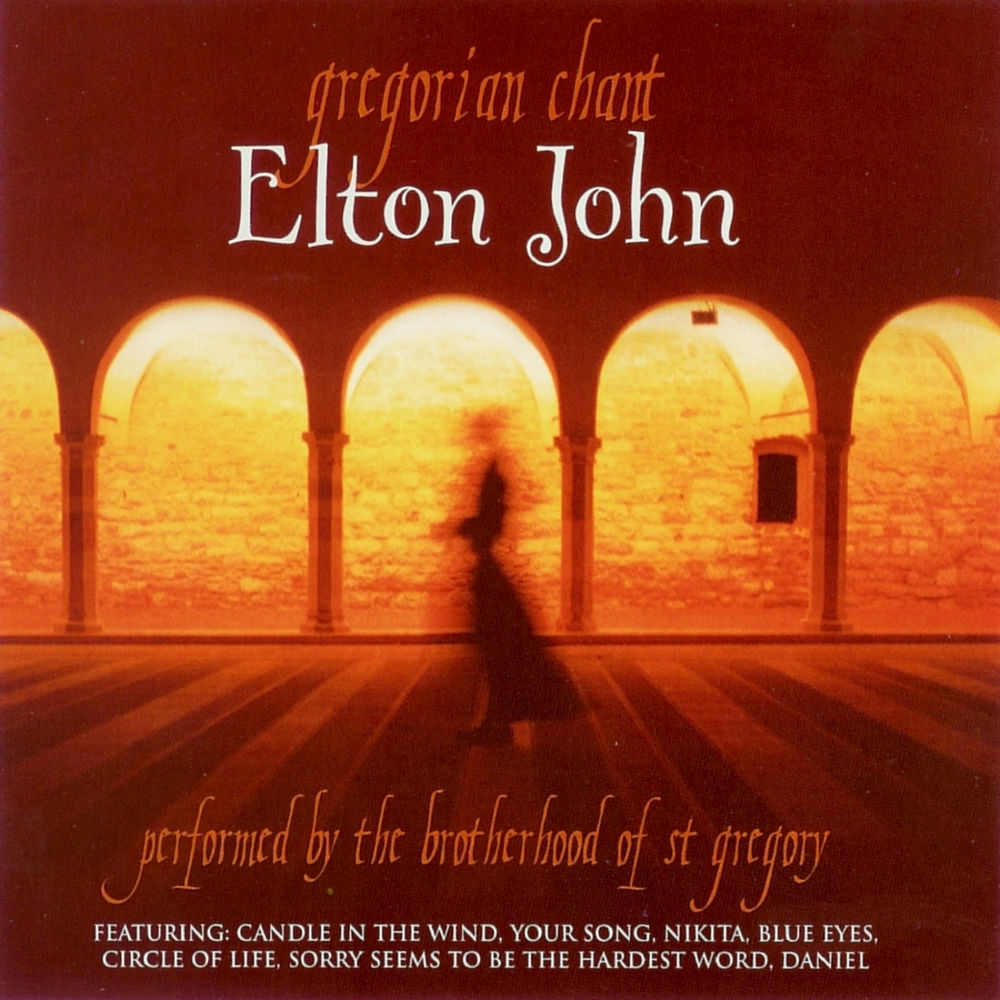 gregorian chant
Elton John
performed by the brotherhood of st gregory
FEATURING: CANDLE IN THE WIND, YOUR SONG, NIKITA, BLUE EYES,
CIRCLE OF LIFE, SORRY SEEMS TO BE THE HARDEST WORD, DANIEL